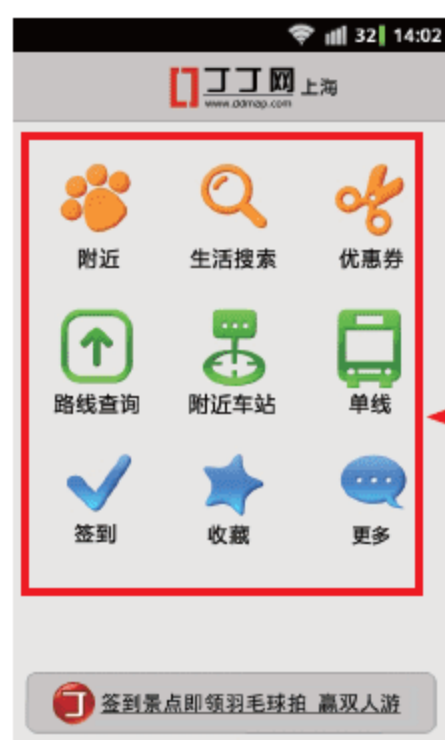 32 14:02
丁丁网 上海
www.ddmap.com
附近 生活搜索 优惠券
路线查询 附近车站 单线
签到 收藏 更多
丁 签到景点即领羽毛球拍 赢双人游